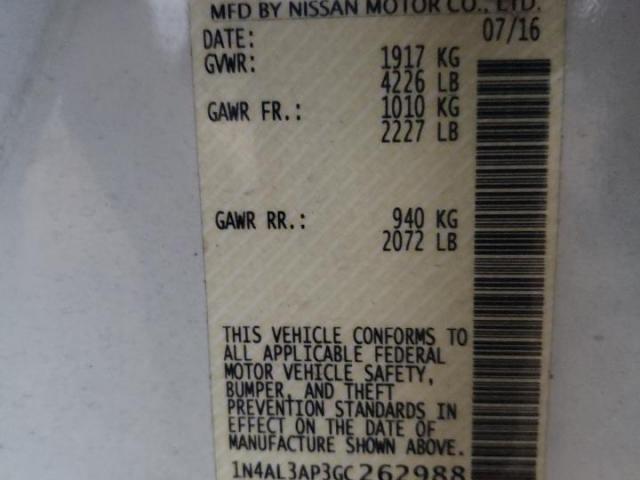 MFD BY NISSAN MOTOR CO., LTD.
DATE: 07/16
GVWR: 1917 KG
4226 LB
GAWR FR.: 1010 KG
2227 LB
GAWR RR.: 940 KG
2072 LB
THIS VEHICLE CONFORMS TO
ALL APPLICABLE FEDERAL
MOTOR VEHICLE SAFETY,
BUMPER, AND THEFT
PREVENTION STANDARDS IN
EFFECT ON THE DATE OF
MANUFACTURE SHOWN ABOVE.
1N4AL3AP3GC262988